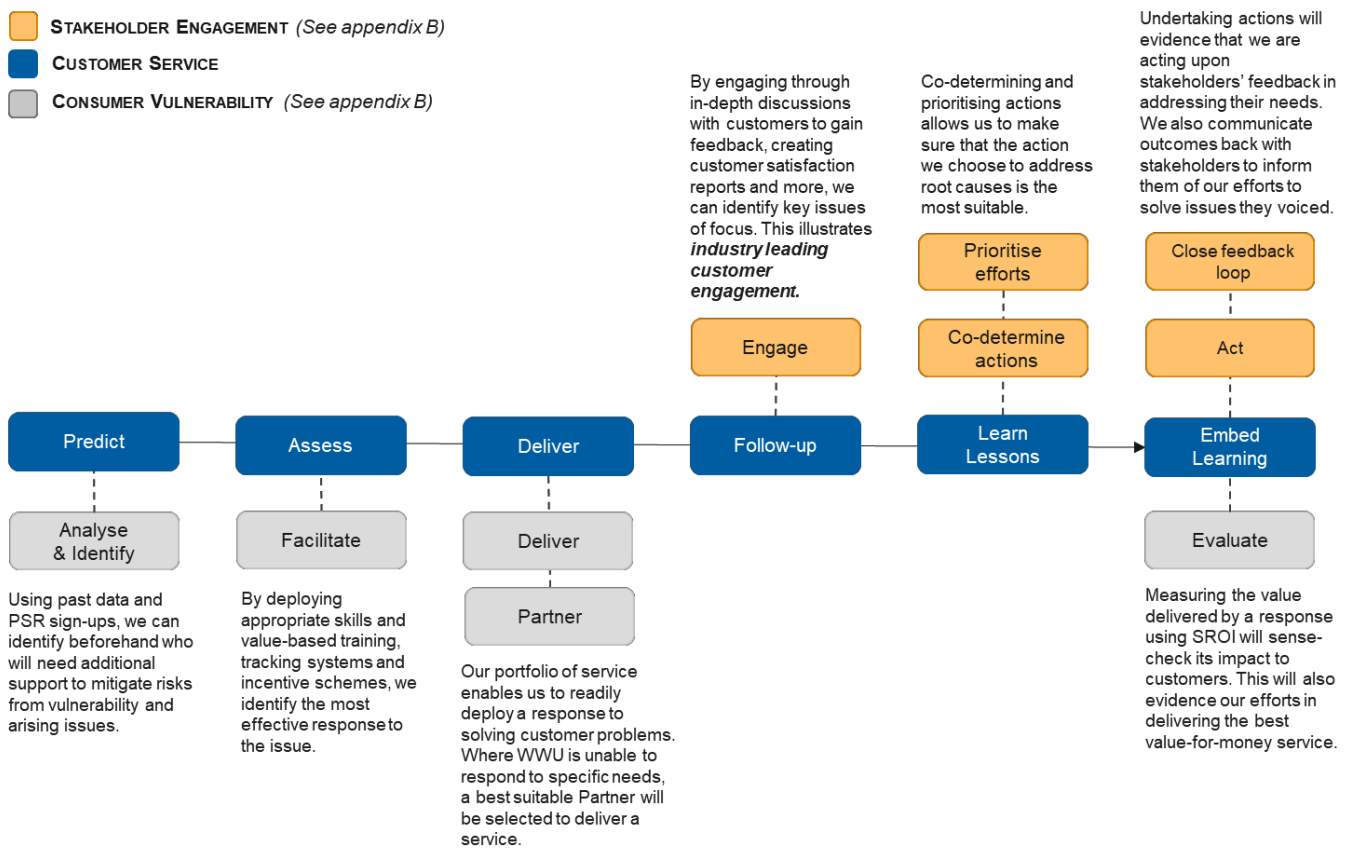 STAKEHOLDER ENGAGEMENT (See appendix B)
CUSTOMER SERVICE
CONSUMER VULNERABILITY (See appendix B)
By engaging through
in-depth discussions
with customers to gain
feedback, creating
customer satisfaction
reports and more, we
can identify key issues
of focus. This illustrates
industry leading
customer
engagement.
Co-determining and
prioritising actions
allows us to make
sure that the action
we choose to address
root causes is the
most suitable.
Undertaking actions will
evidence that we are
acting upon
stakeholders' feedback in
addressing their needs.
We also communicate
outcomes back with
stakeholders to inform
them of our efforts to
solve issues they voiced.
Prioritise
efforts
Close feedback
loop
Engage
Co-determine
actions
Act
Predict
Assess
Deliver
Follow-up
Learn
Lessons
Embed
Learning
Analyse
& Identify
Facilitate
Deliver
Partner
Evaluate
Using past data and
PSR sign-ups, we can
identify beforehand who
will need additional
support to mitigate risks
from vulnerability and
arising issues.
By deploying
appropriate skills and
value-based training,
tracking systems and
incentive schemes, we
identify the most
effective response to
the issue.
Our portfolio of service
enables us to readily
deploy a response to
solving customer problems.
Where WWU is unable to
respond to specific needs,
a best suitable Partner will
be selected to deliver a
service.
Measuring the value
delivered by a response
using SROI will sense-
check its impact to
customers. This will also
evidence our efforts in
delivering the best
value-for-money service.